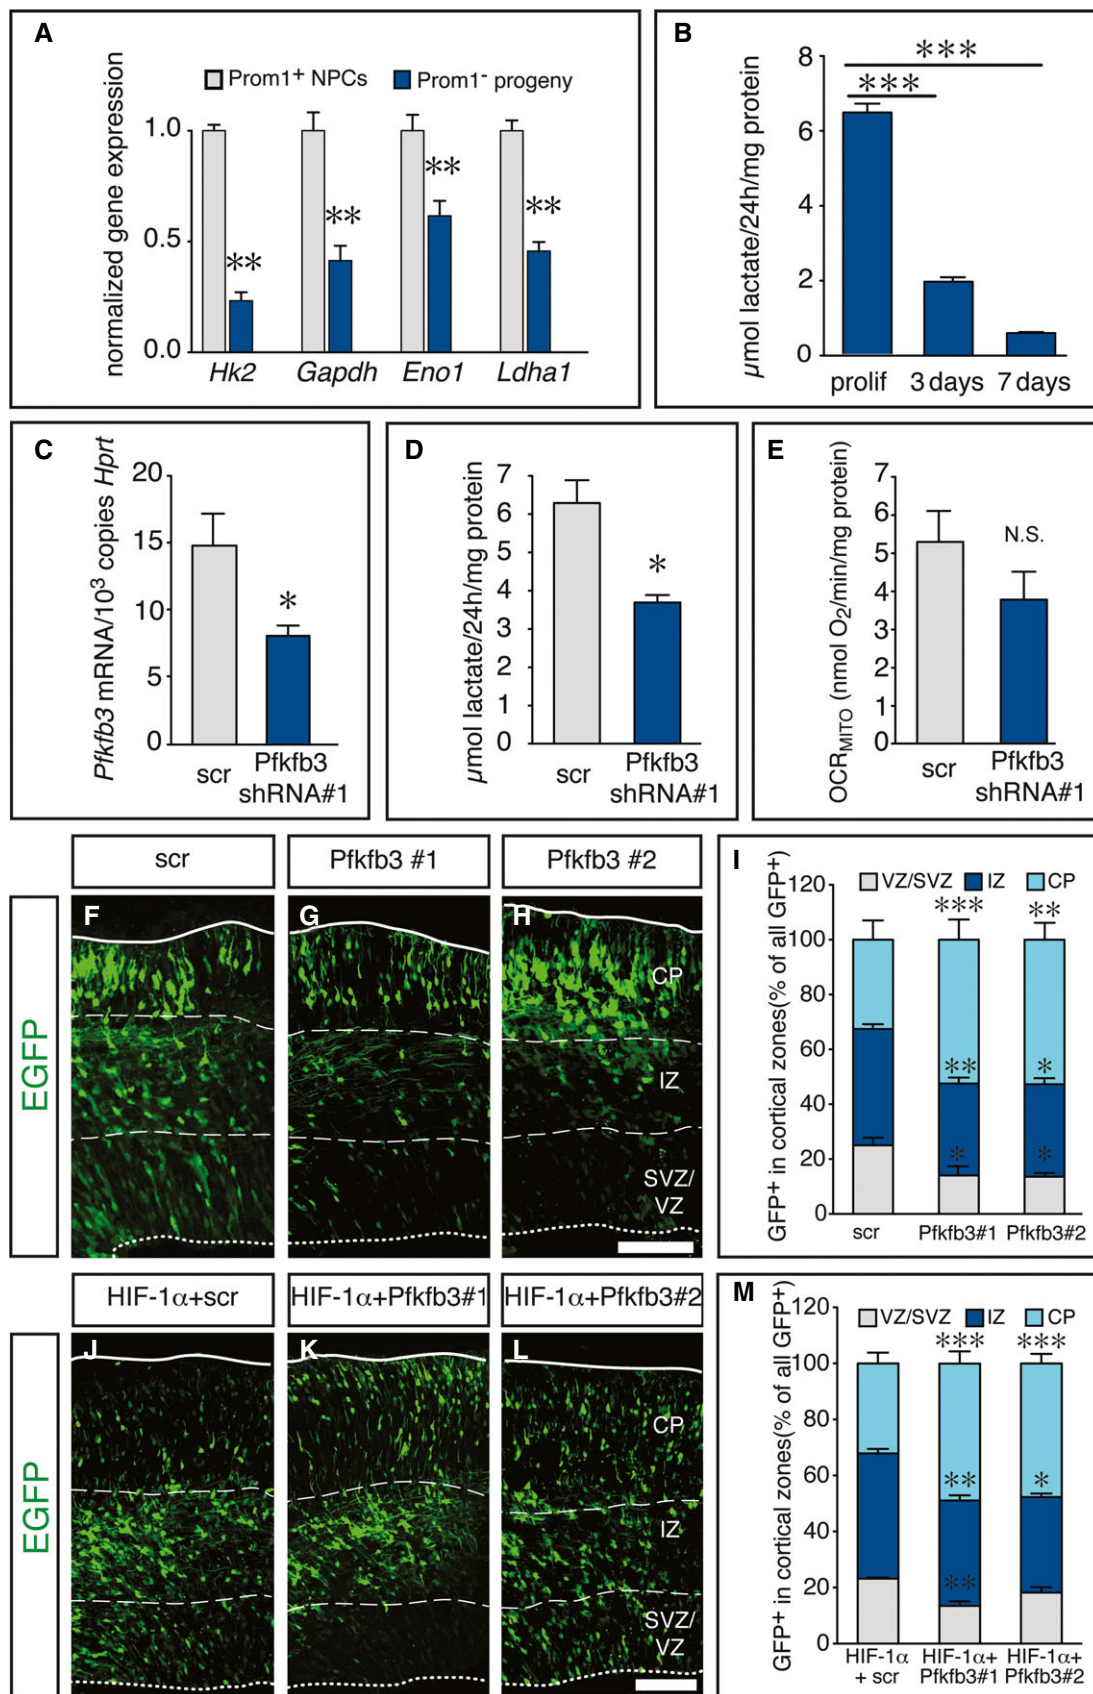 A
Prom1+ NPCs
Prom1- progeny
normalized gene expression
1.0
0.5
0.0
**
**
**
**
Hk2
Gapdh
Eno1
Ldha1
B
µmol lactate/24h/mg protein
8
6
4
2
0
***
***
prolif
3 days
7 days
C
Pfkfb3 mRNA/10³ copies Hprt
20
15
10
5
0
*
scr
Pfkfb3
shRNA#1
D
µmol lactate/24h/mg protein
7
6
5
4
3
2
1
0
*
scr
Pfkfb3
shRNA#1
E
OCRMITO (nmol O2/min/mg protein)
7
6
5
4
3
2
1
0
N.S.
scr
Pfkfb3
shRNA#1
scr
Pfkfb3 #1
Pfkfb3 #2
EGFP
F
G
H
CP
IZ
SVZ/
VZ
I
GFP+ in cortical zones(% of all GFP+)
VZ/SVZ
IZ
CP
120
100
80
60
40
20
0
***
**
**
*
*
*
scr
Pfkfb3#1
Pfkfb3#2
HIF-1α+scr
HIF-1α+Pfkfb3#1
HIF-1α+Pfkfb3#2
EGFP
J
K
L
CP
IZ
SVZ/
VZ
M
GFP+ in cortical zones(% of all GFP+)
VZ/SVZ
IZ
CP
120
100
80
60
40
20
0
***
***
**
*
**
HIF-1α
+ scr
HIF-1α+
Pfkfb3#1
HIF-1α+
Pfkfb3#2